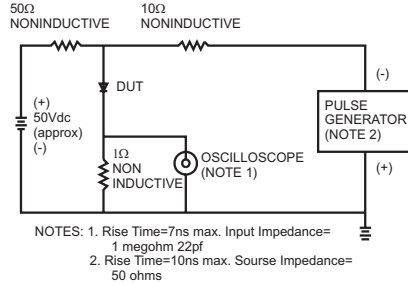 50Ω
NONINDUCTIVE
10Ω
NONINDUCTIVE
(+)
50Vdc
(approx)
(-)
DUT
1Ω
NON
INDUCTIVE
OSCILLOSCOPE
(NOTE 1)
(-)
PULSE
GENERATOR
(NOTE 2)
(+)
NOTES: 1. Rise Time=7ns max. Input Impedance=
1 megohm 22pf
2. Rise Time=10ns max. Sourse Impedance=
50 ohms